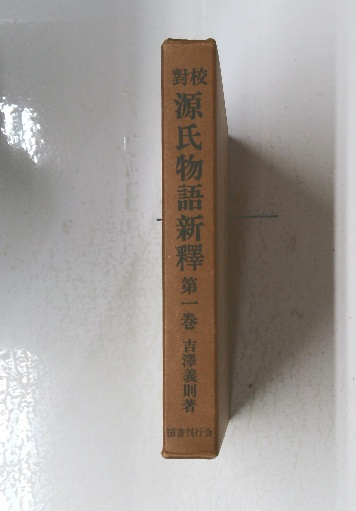 對校
源氏物語新釋
第一巻
吉澤義則著
国書刊行会